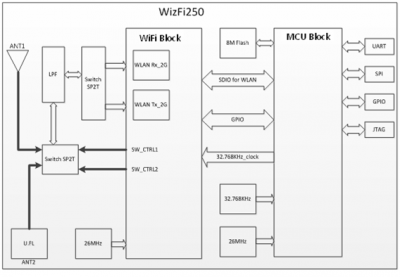 WizFi250
ANT1
LPF
Switch SP2T
WiFi Block
WLAN Rx_2G
WLAN Tx_2G
8M Flash
MCU Block
UART
SPI
GPIO
JTAG
SDIO for WLAN
GPIO
Switch SP2T
SW_CTRL1
SW_CTRL2
32.768KHz_clock
32.768KHz
U.FL
ANT2
26MHz
26MHz